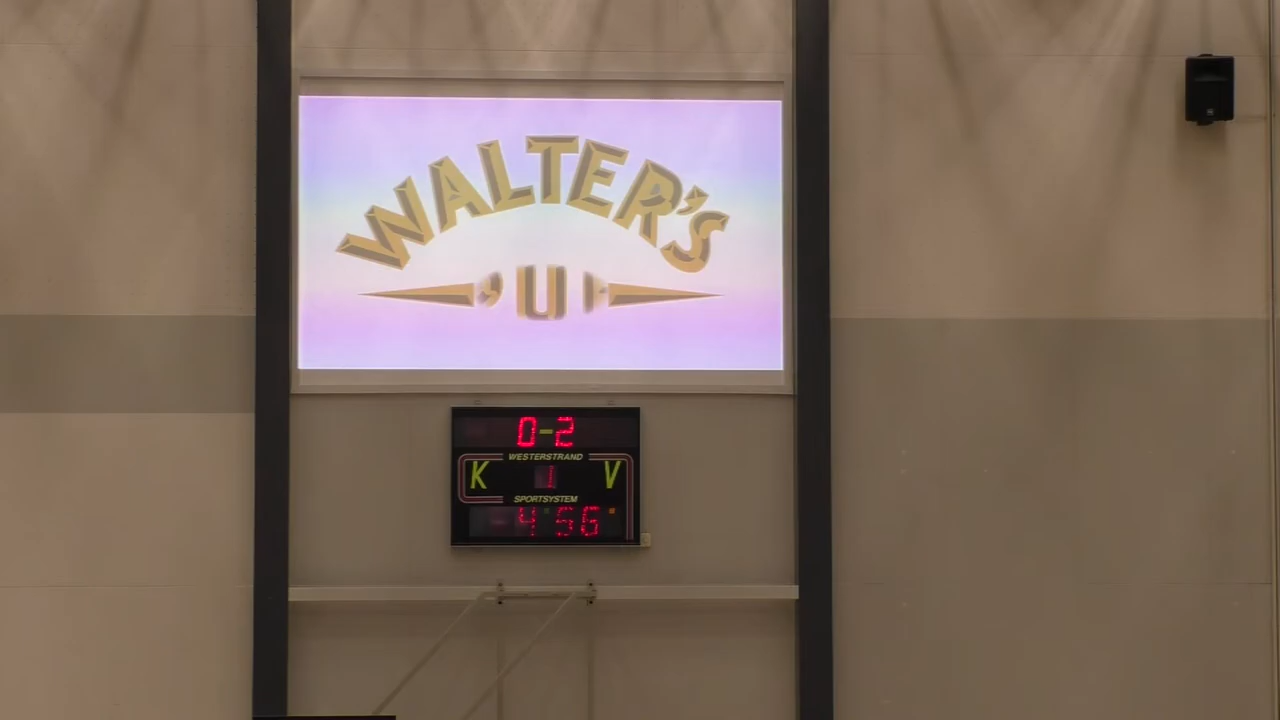 WALTER'S
'U
0-2
WESTERSTRAND
K 1 V
SPORTSYSTEM
4 56